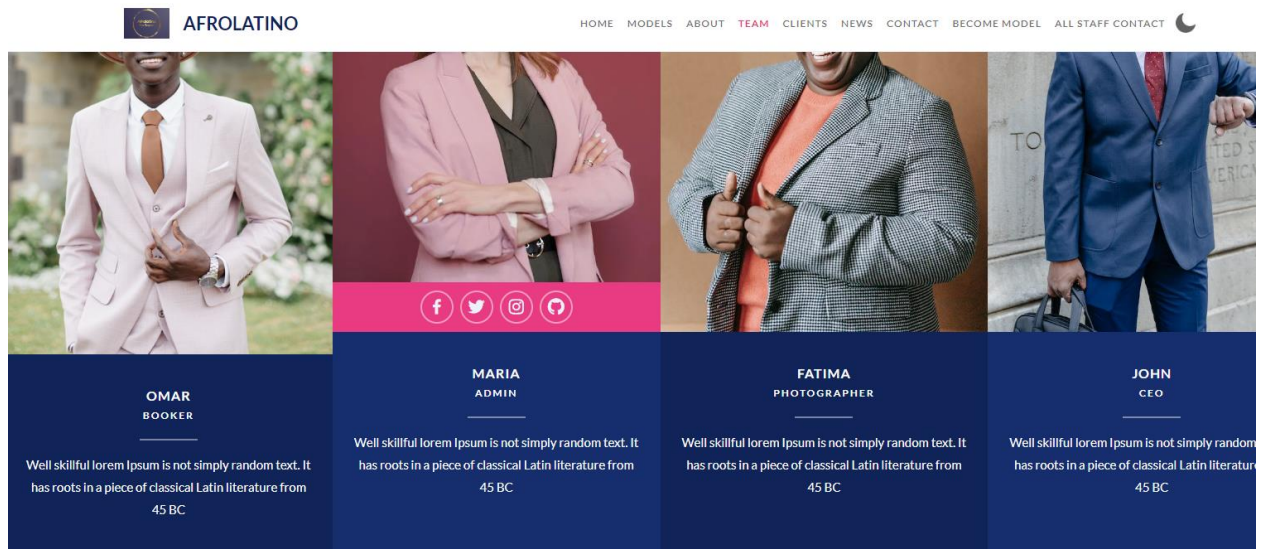 AFROLATINO
HOME MODELS ABOUT TEAM CLIENTS NEWS CONTACT BECOME MODEL ALL STAFF CONTACT
TO
TED S
ERIC
OMAR
BOOKER
Well skillful lorem Ipsum is not simply random text. It
has roots in a piece of classical Latin literature from
45 BC
MARIA
ADMIN
Well skillful lorem Ipsum is not simply random text. It
has roots in a piece of classical Latin literature from
45 BC
FATIMA
PHOTOGRAPHER
Well skillful lorem Ipsum is not simply random text. It
has roots in a piece of classical Latin literature from
45 BC
JOHN
CEO
Well skillful lorem Ipsum is not simply random
has roots in a piece of classical Latin literature
45 BC